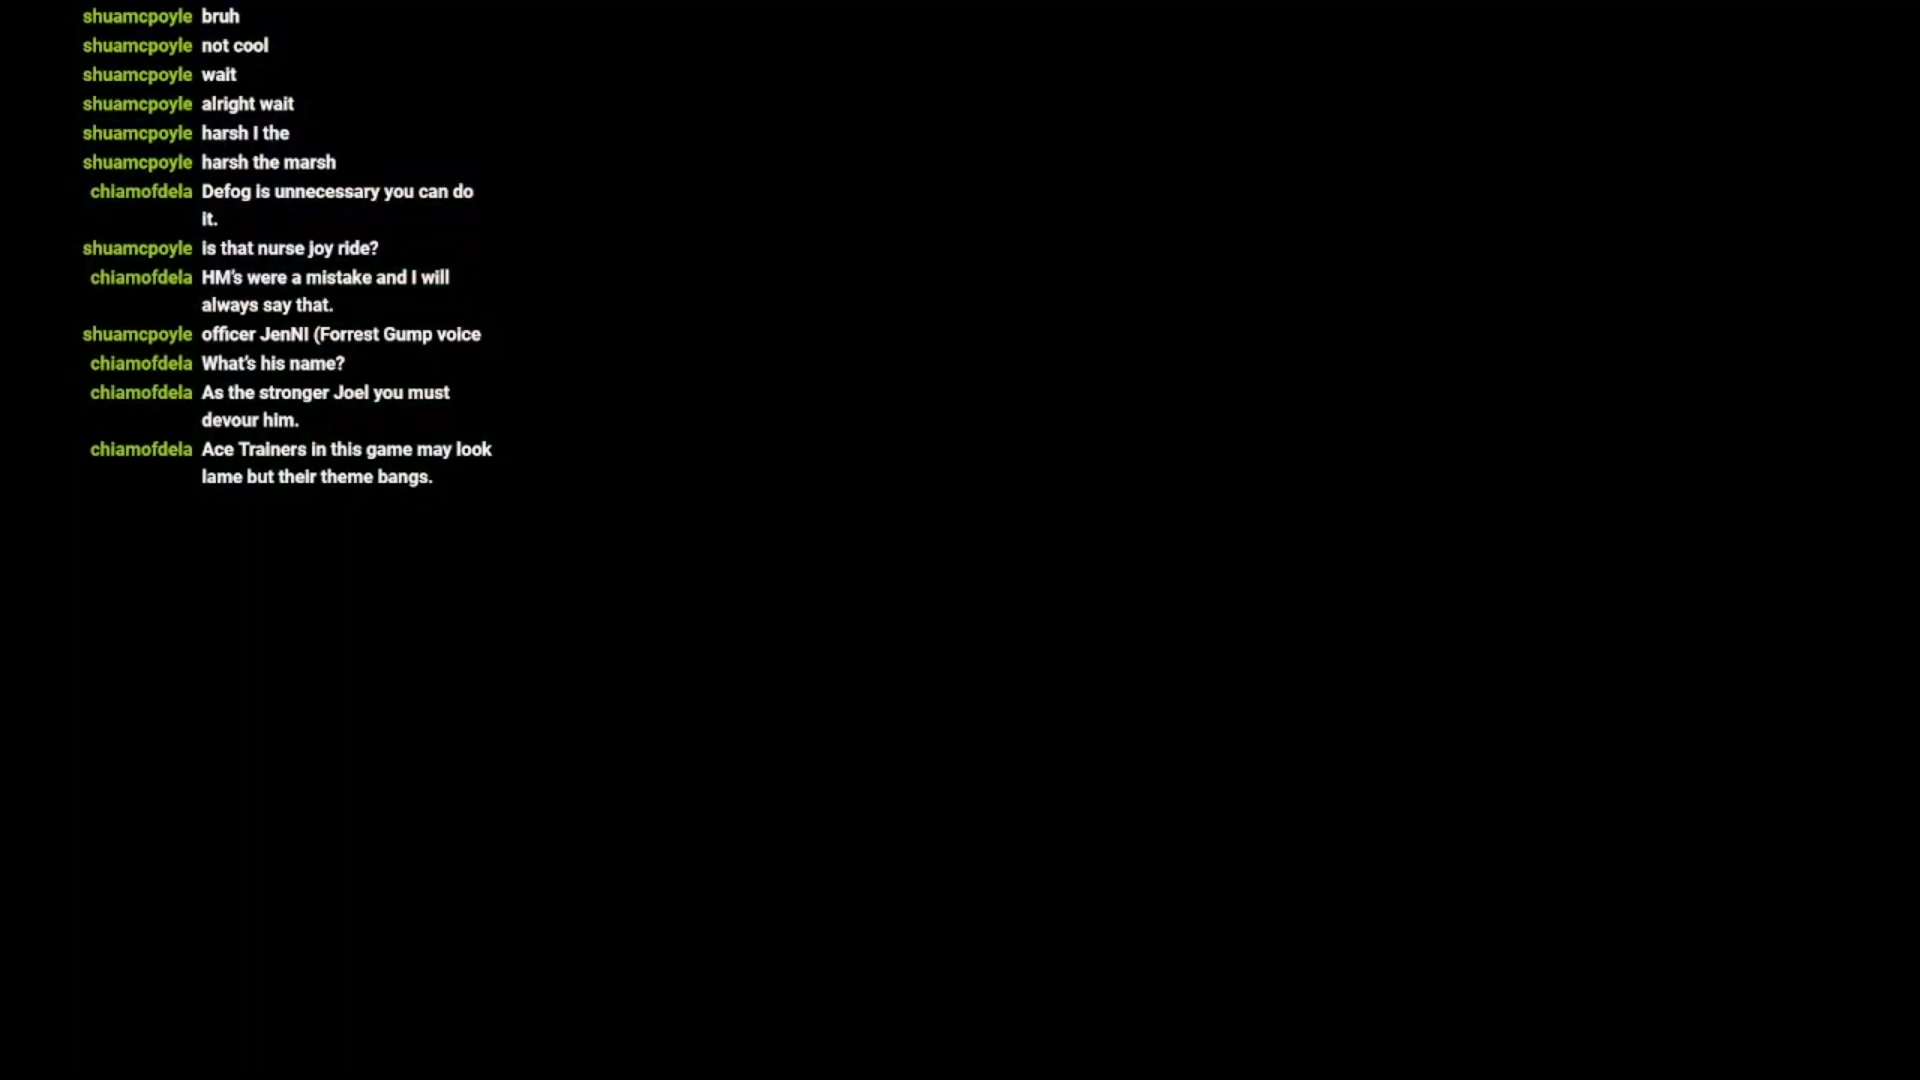 shuamcpoyle bruh
shuamcpoyle not cool
shuamcpoyle wait
shuamcpoyle alright wait
shuamcpoyle harsh I the
shuamcpoyle harsh the marsh
chiamofdela Defog is unnecessary you can do
it.
shuamcpoyle is that nurse joy ride?
chiamofdela HM's were a mistake and I will
always say that.
shuamcpoyle officer JenNI (Forrest Gump voice
chiamofdela What's his name?
chiamofdela As the stronger Joel you must
devour him.
chiamofdela Ace Trainers in this game may look
lame but their theme bangs.